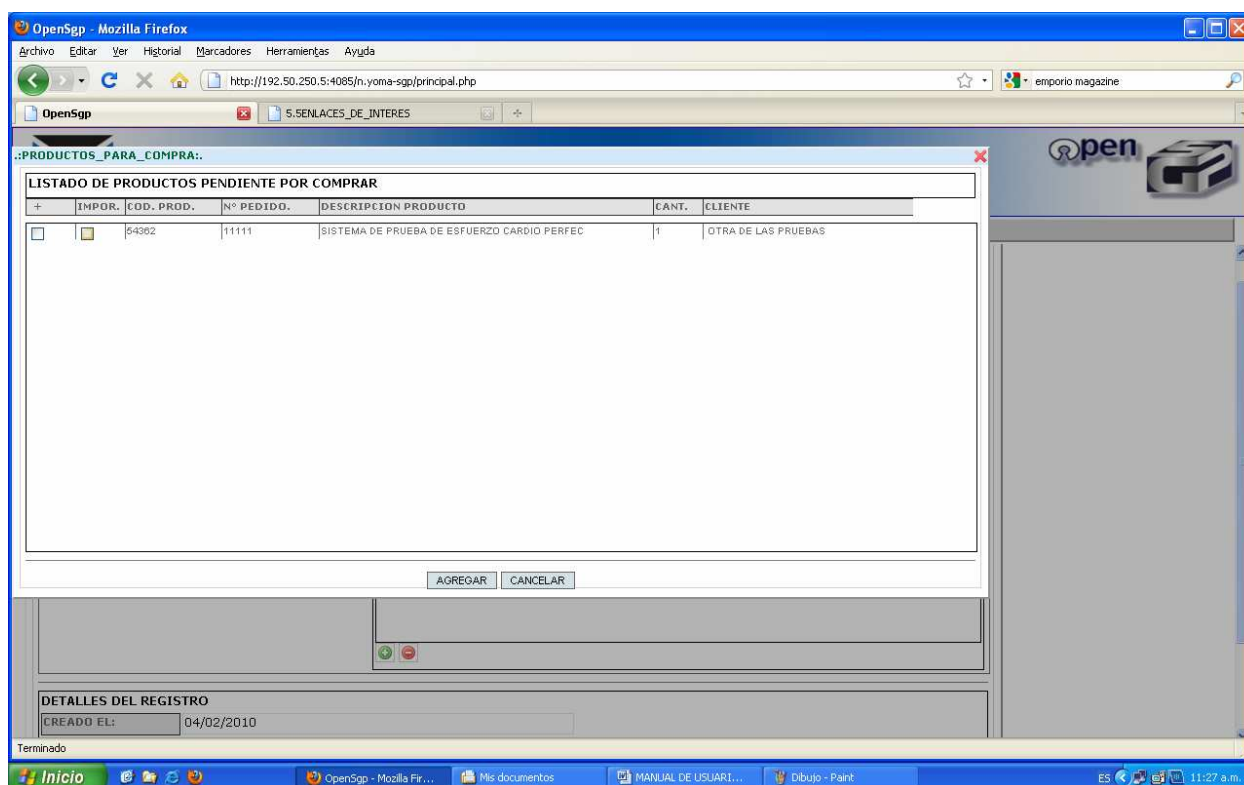 OpenSgp - Mozilla Firefox
Archivo Editar Ver Historial Marcadores Herramientas Ayuda
http://192.50.250.5:4085/n.yoma-sgp/principal.php emporio magazine
OpenSgp 5.5ENLACES_DE_INTERES
open
.:PRODUCTOS_PARA_COMPRA:.
LISTADO DE PRODUCTOS PENDIENTE POR COMPRAR
+ IMPOR. COD. PROD. Nº PEDIDO. DESCRIPCION PRODUCTO CANT. CLIENTE
54362 11111 SISTEMA DE PRUEBA DE ESFUERZO CARDIO PERFEC 1 OTRA DE LAS PRUEBAS
AGREGAR CANCELAR
DETALLES DEL REGISTRO
CREADO EL: 04/02/2010
Terminado
Inicio OpenSgp - Mozilla Fir... Mis documentos MANUAL DE USUARI... Dibujo - Paint ES 11:27 a.m.